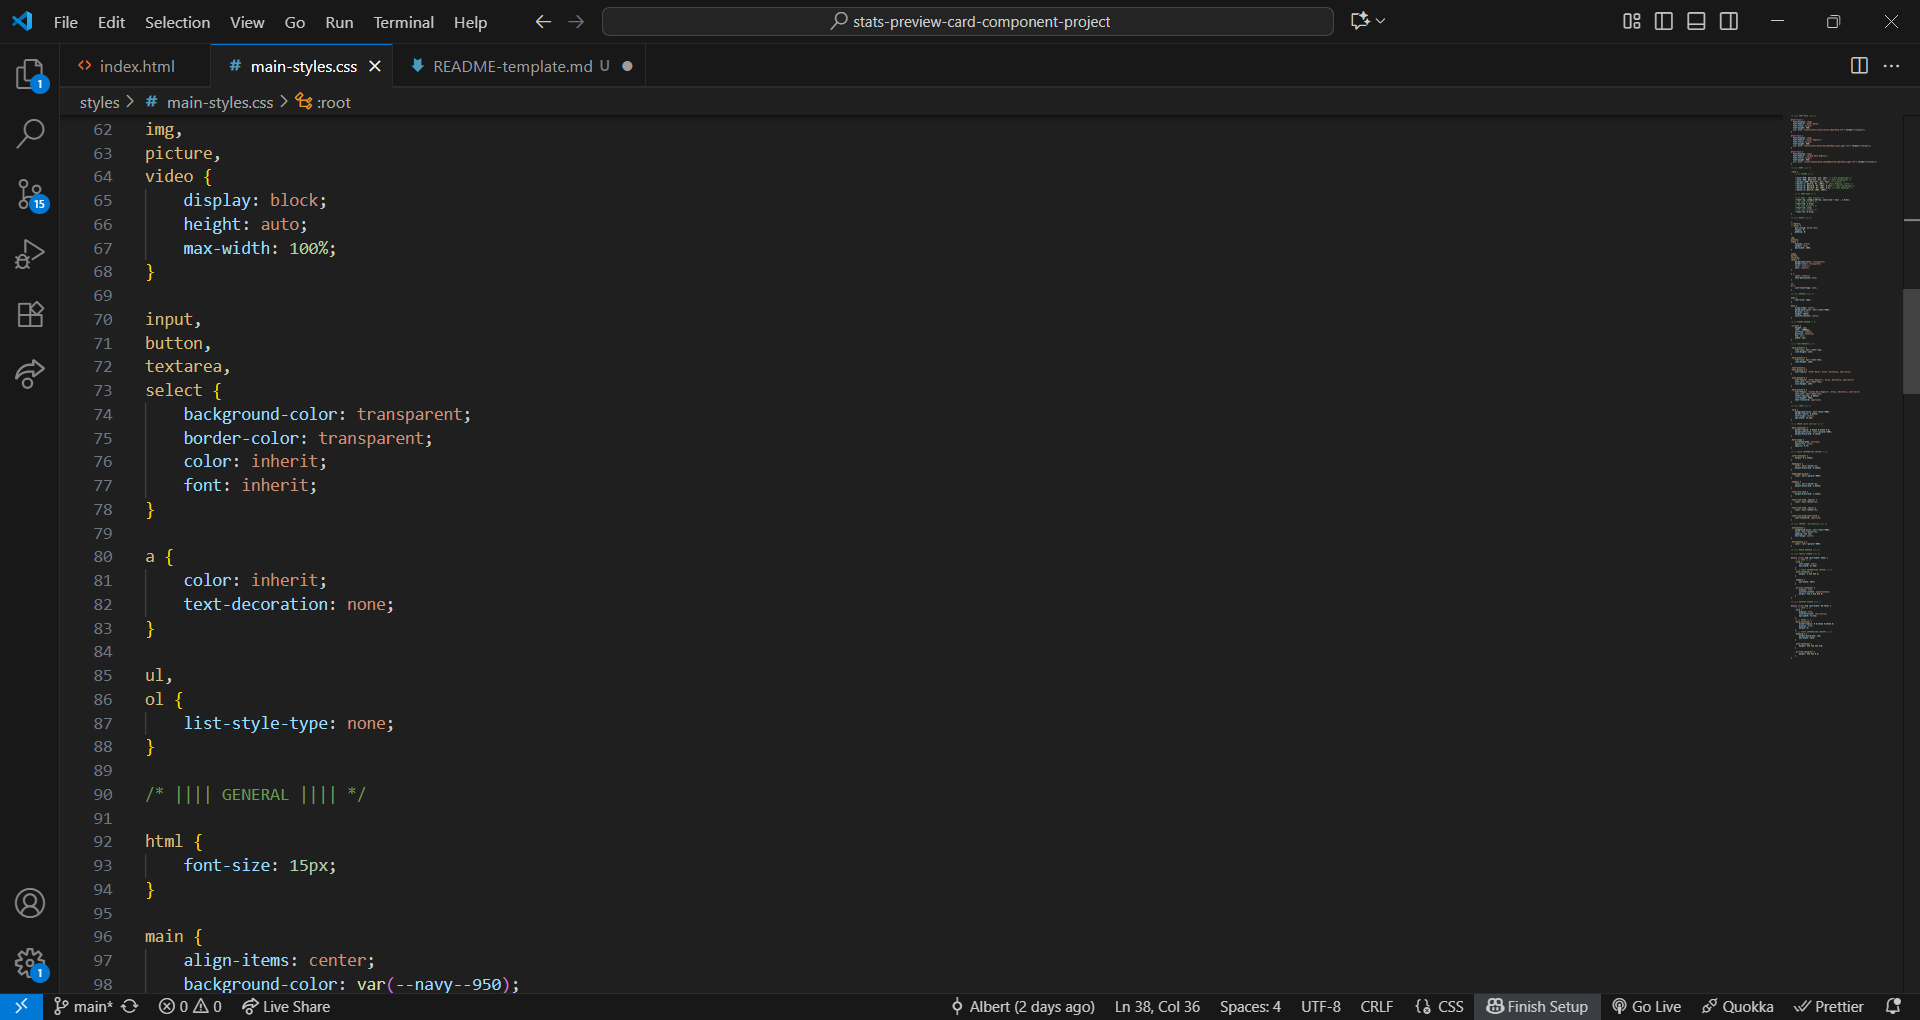 File Edit Selection View Go Run Terminal Help
stats-preview-card-component-project
index.html
# main-styles.css
README-template.md U
styles > # main-styles.css > :root
1
15
1
62 img,
63 picture,
64 video {
65 display: block;
66 height: auto;
67 max-width: 100%;
68 }
69
70 input,
71 button,
72 textarea,
73 select {
74 background-color: transparent;
75 border-color: transparent;
76 color: inherit;
77 font: inherit;
78 }
79
80 a {
81 color: inherit;
82 text-decoration: none;
83 }
84
85 ul,
86 ol {
87 list-style-type: none;
88 }
89
90 /* |||| GENERAL |||| */
91
92 html {
93 font-size: 15px;
94 }
95
96 main {
97 align-items: center;
98 background-color: var(--navy--950);
main* 0 0 Live Share Albert (2 days ago) Ln 38, Col 36 Spaces: 4 UTF-8 CRLF {} CSS Finish Setup Go Live Quokka Prettier